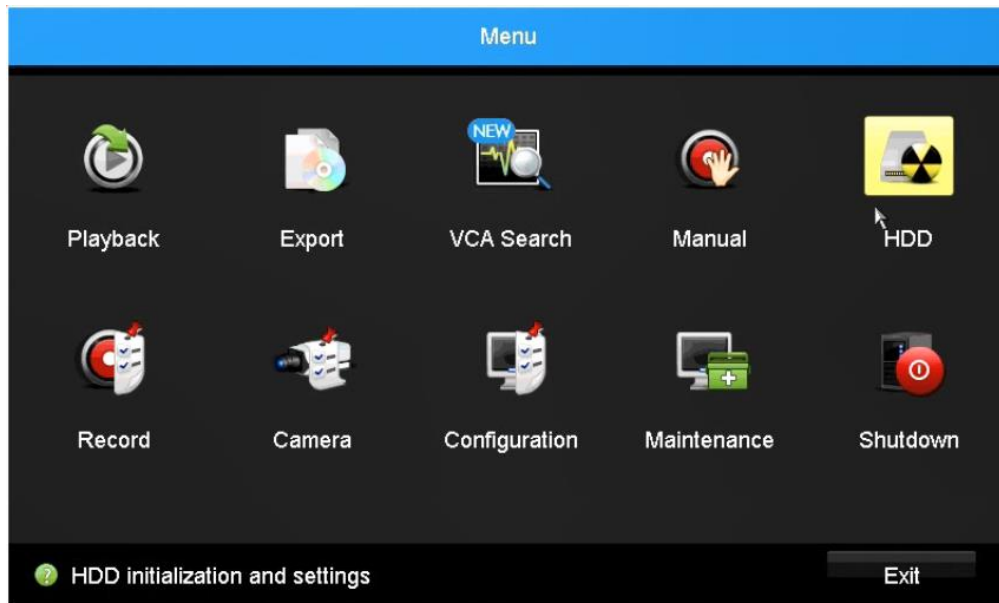 Menu
NEW
Playback Export VCA Search Manual HDD
Record Camera Configuration Maintenance Shutdown
HDD initialization and settings Exit